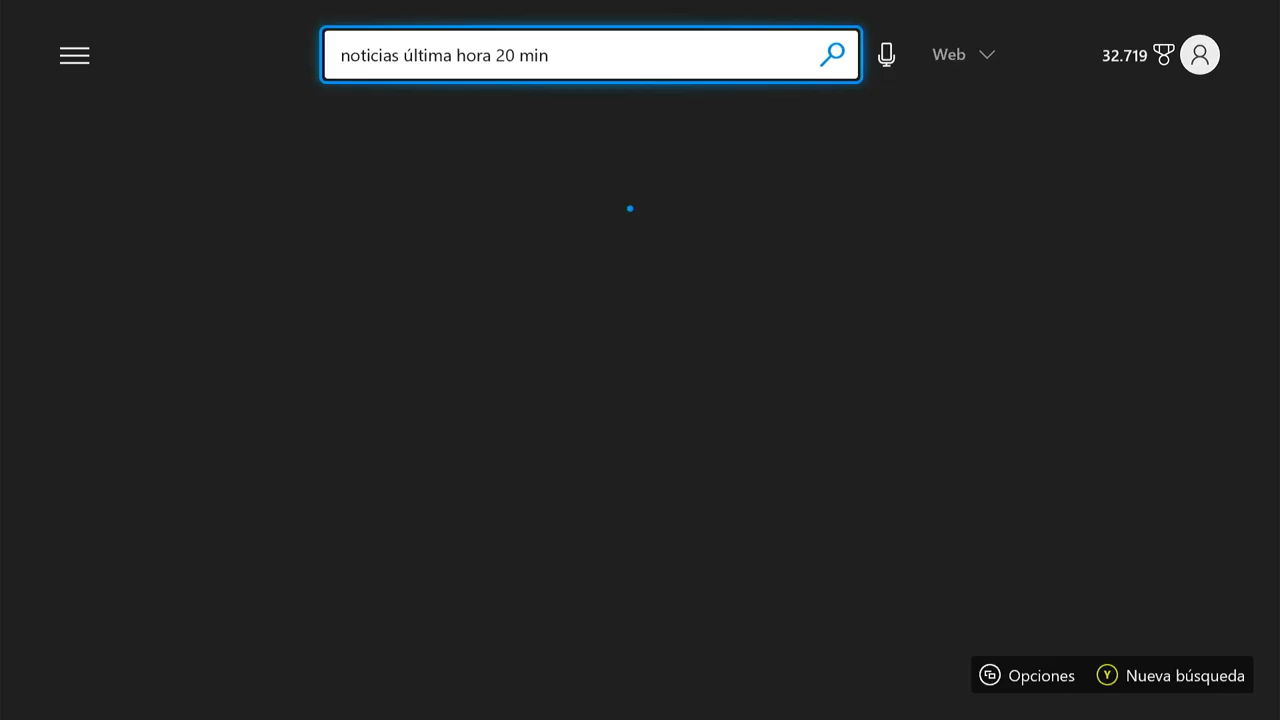 noticias última hora 20 min
Web
32.719
Opciones
Y Nueva búsqueda